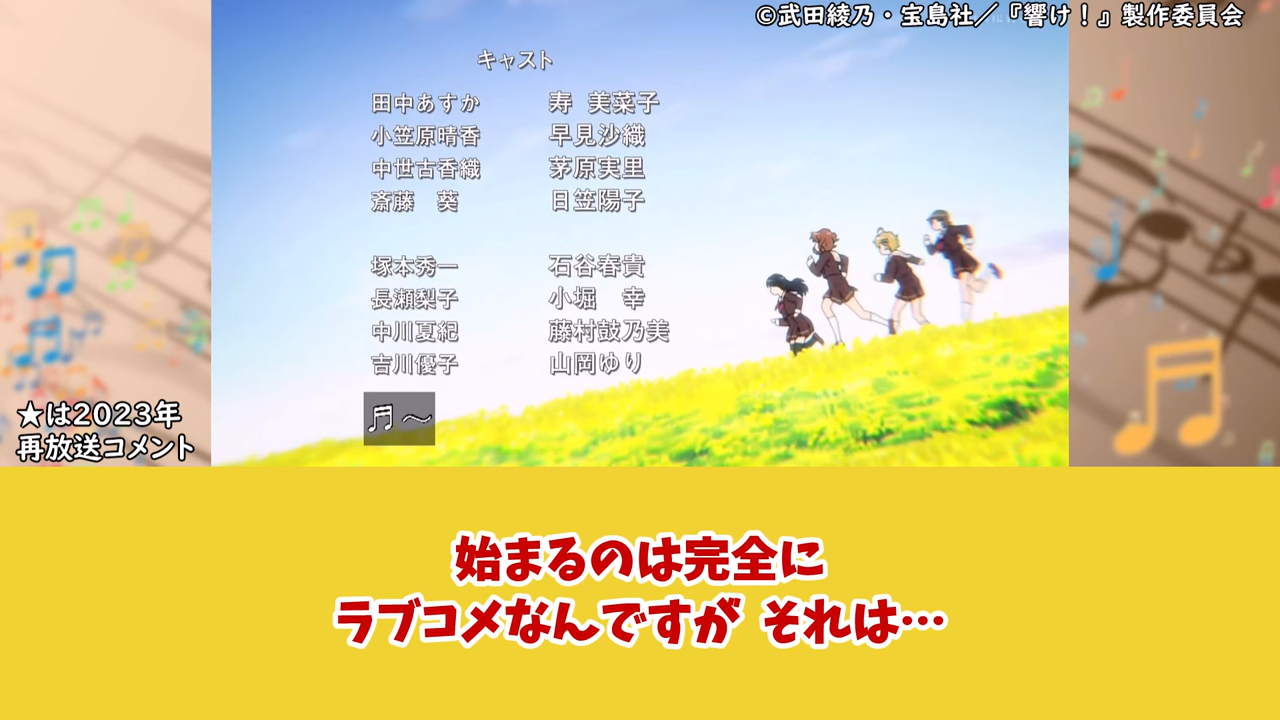 ©武田綾乃・宝島社／『響け！』製作委員会
キャスト
田中あすか 寿 美菜子
小笠原晴香 早見沙織
中世古香織 茅原実里
斎藤 葵 日笠陽子
塚本秀一 石谷春貴
長瀬梨子 小堀 幸
中川夏紀 藤村鼓乃美
吉川優子 山岡ゆり
♬～
★は2023年
再放送コメント
始まるのは完全に
ラブコメなんですが それは…